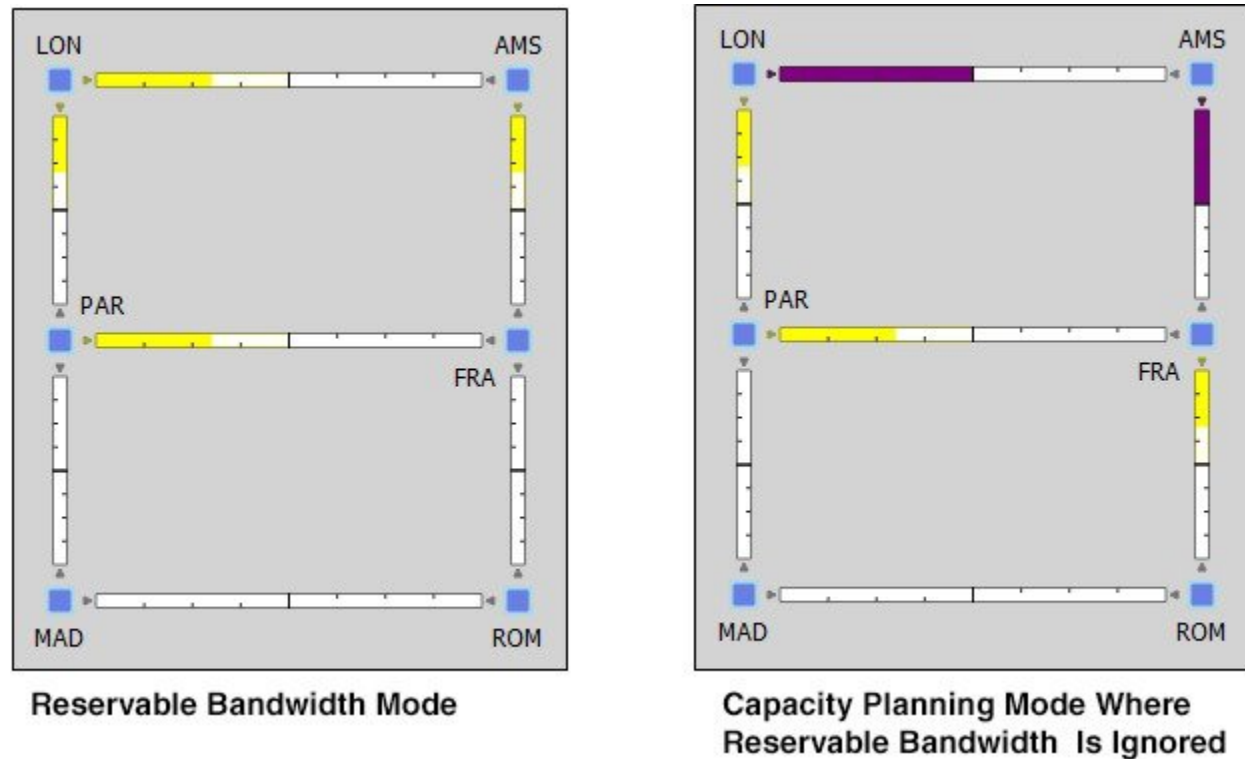 LON
AMS
PAR
FRA
MAD
ROM
Reservable Bandwidth Mode
LON
AMS
PAR
FRA
MAD
ROM
Capacity Planning Mode Where
Reservable Bandwidth Is Ignored